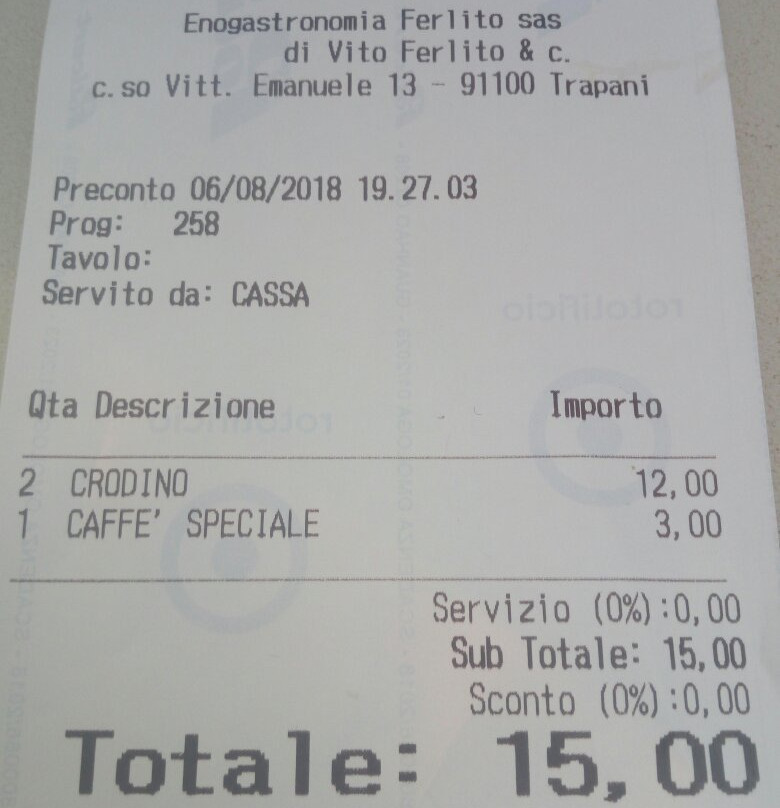 Enogastronomia Ferlito sas
di Vito Ferlito & c.
c.so Vitt. Emanuele 13 - 91100 Trapani
Preconto 06/08/2018 19.27.03
Prog: 258
Tavolo:
Servito da: CASSA
Qta Descrizione Importo
2 CRODINO 12,00
1 CAFFE' SPECIALE 3,00
Servizio (0%):0,00
Sub Totale: 15,00
Sconto (0%):0,00
Totale: 15,00
rotolificio
rotolificio